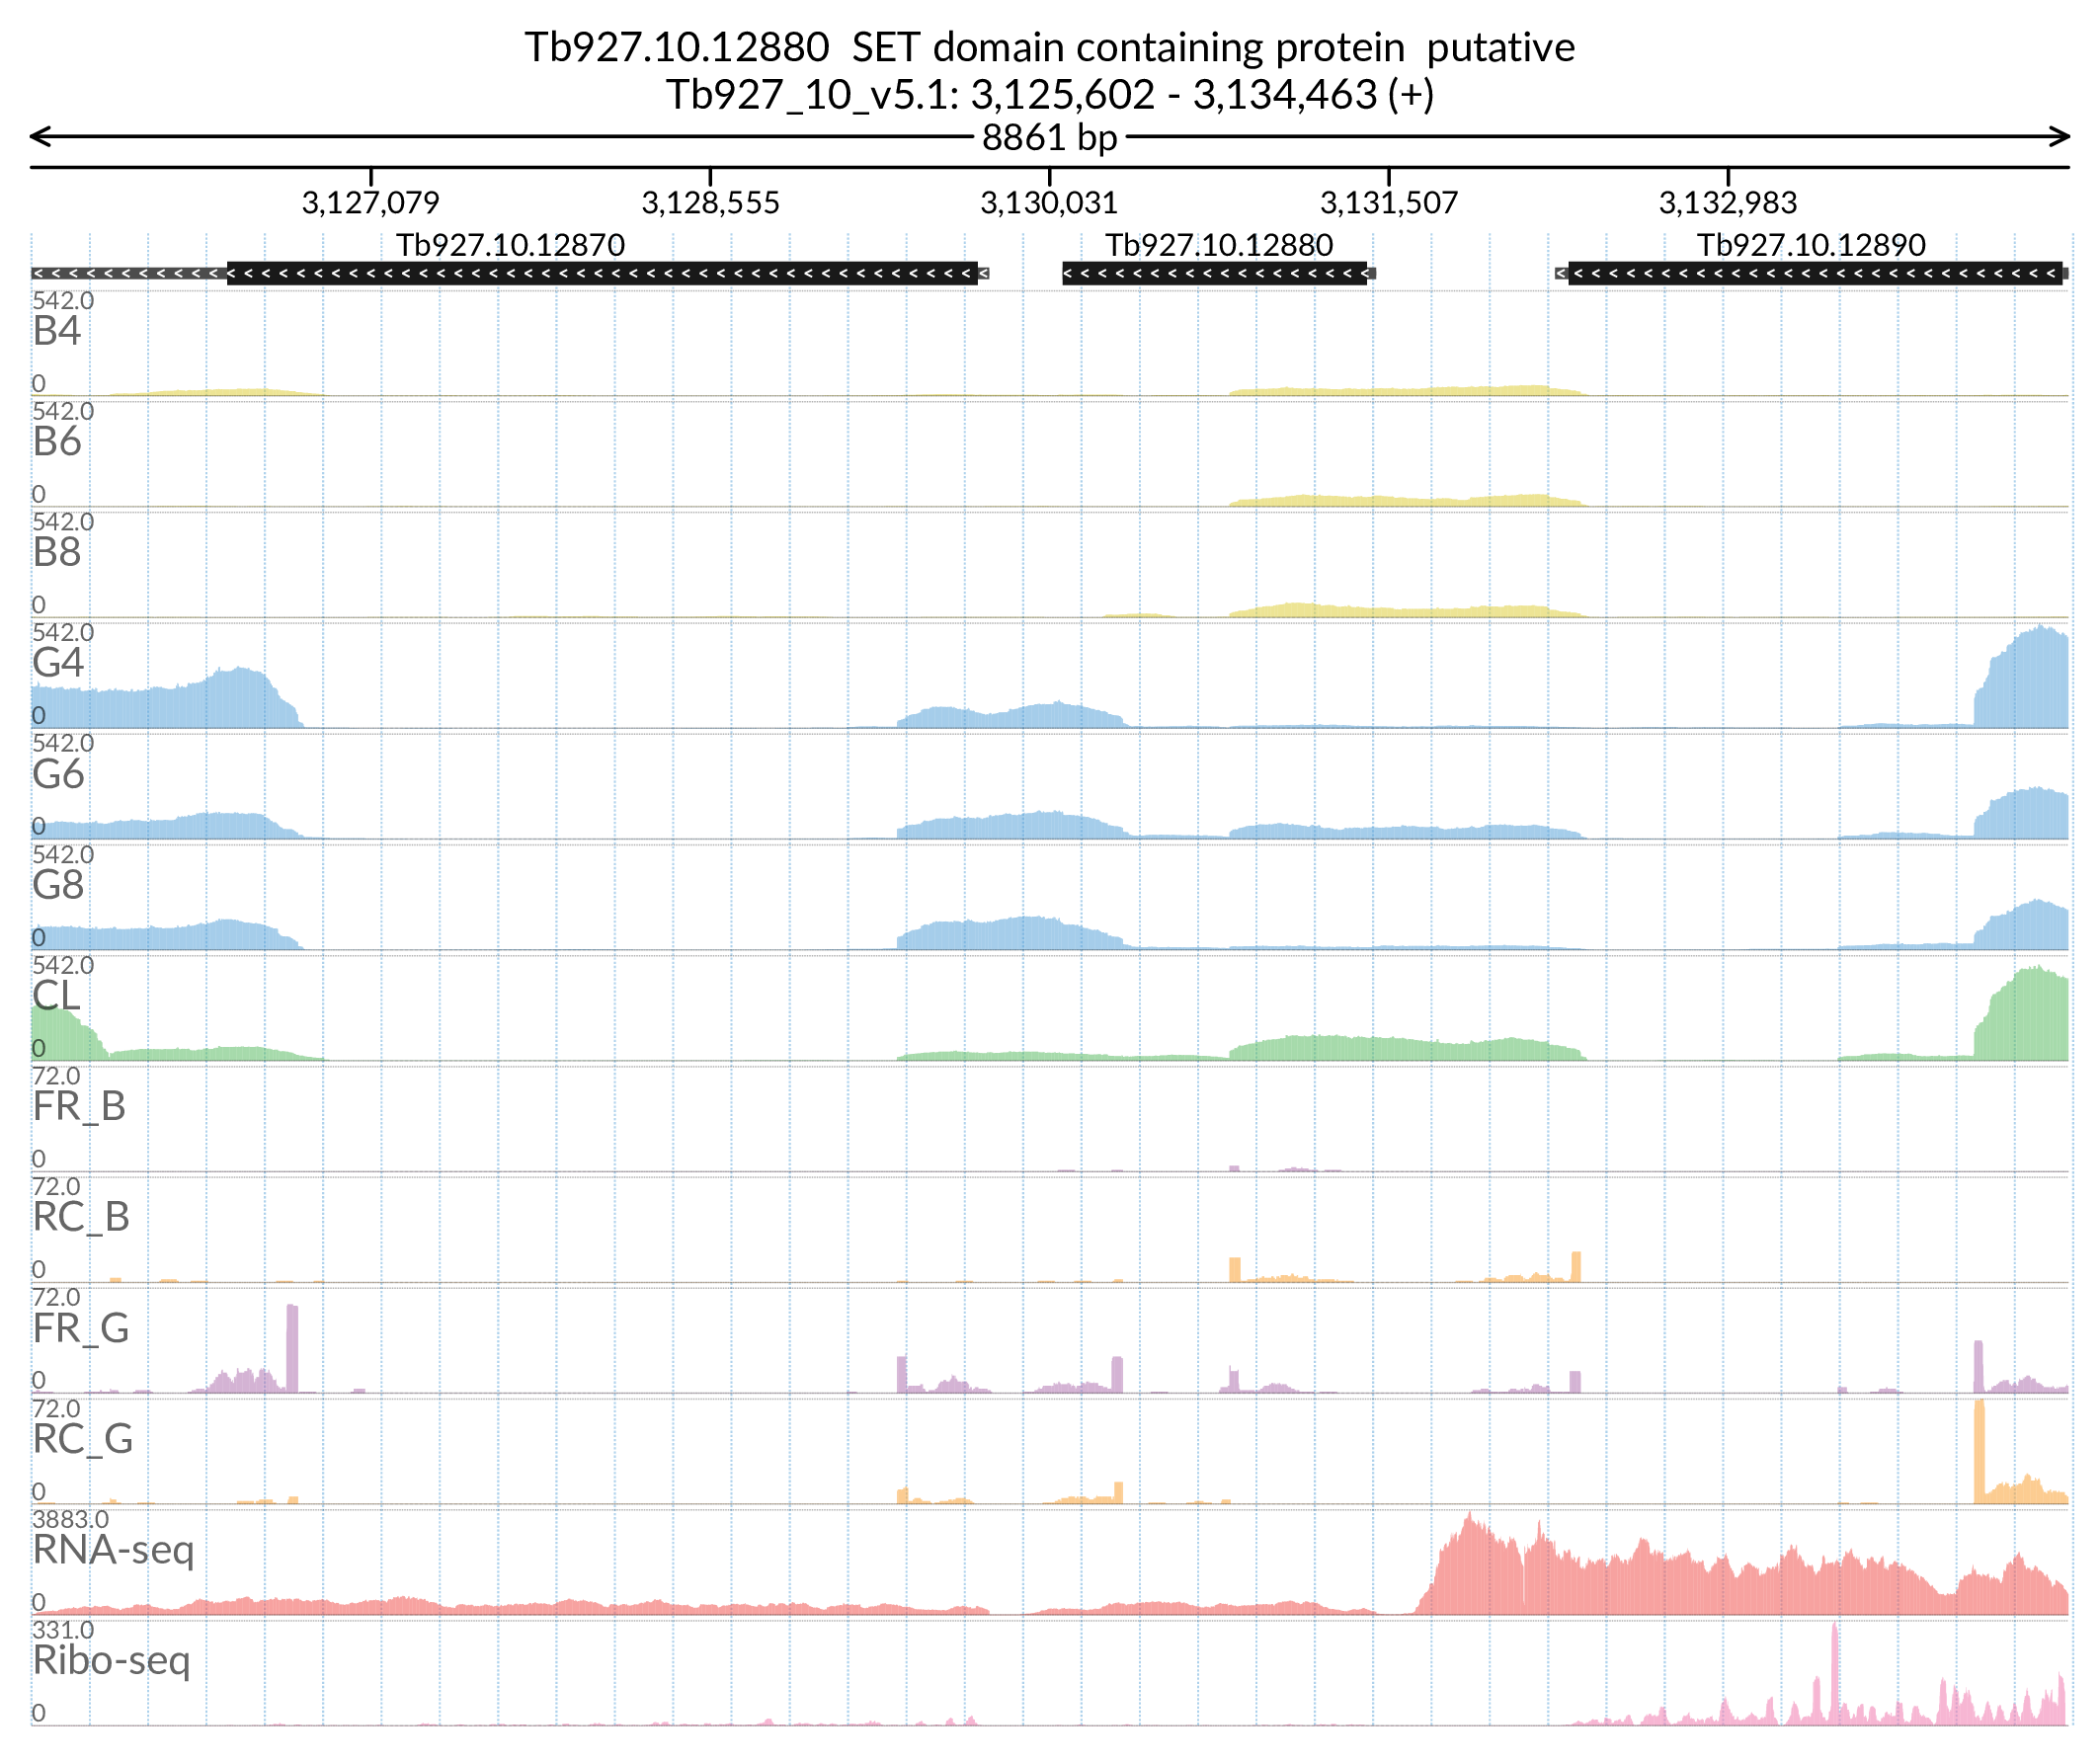 Tb927.10.12880  SET domain containing protein  putative
Tb927_10_v5.1: 3,125,602 - 3,134,463 (+)
8861 bp
3,127,079 3,128,555 3,130,031 3,131,507 3,132,983
Tb927.10.12870 Tb927.10.12880 Tb927.10.12890
542.0
B4
0
542.0
B6
0
542.0
B8
0
542.0
G4
0
542.0
G6
0
542.0
G8
0
542.0
CL
0
72.0
FR_B
0
72.0
RC_B
0
72.0
FR_G
0
72.0
RC_G
0
3883.0
RNA-seq
0
331.0
Ribo-seq
0